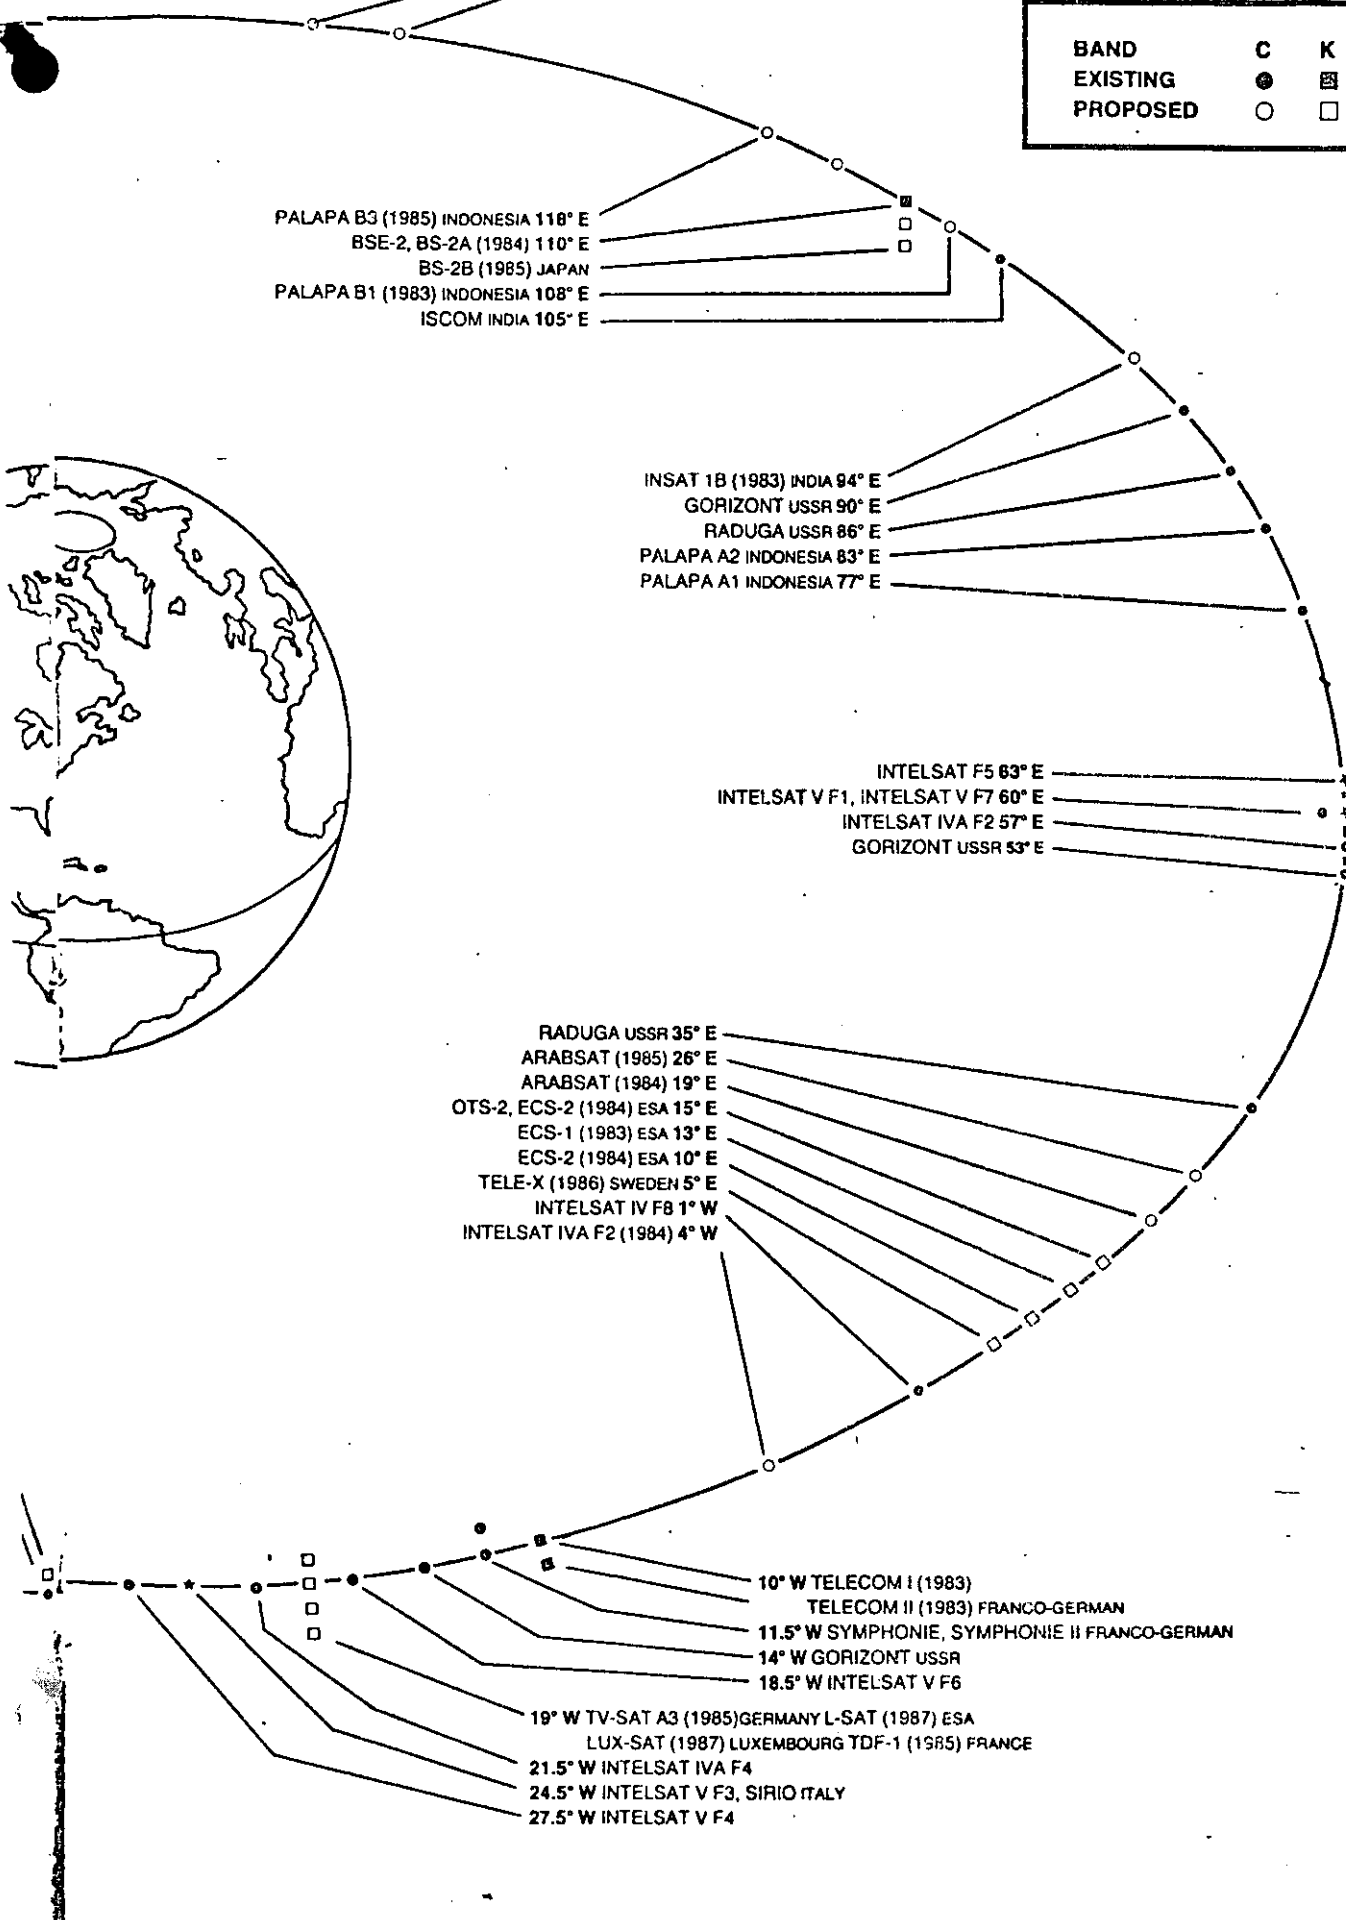 BAND C K
EXISTING
PROPOSED
PALAPA B3 (1985) INDONESIA 118° E
BSE-2, BS-2A (1984) 110° E
BS-2B (1985) JAPAN
PALAPA B1 (1983) INDONESIA 108° E
ISCOM INDIA 105° E
INSAT 1B (1983) INDIA 94° E
GORIZONT USSR 90° E
RADUGA USSR 86° E
PALAPA A2 INDONESIA 83° E
PALAPA A1 INDONESIA 77° E
INTELSAT F5 63° E
INTELSAT V F1, INTELSAT V F7 60° E
INTELSAT IVA F2 57° E
GORIZONT USSR 53° E
RADUGA USSR 35° E
ARABSAT (1985) 26° E
ARABSAT (1984) 19° E
OTS-2, ECS-2 (1984) ESA 15° E
ECS-1 (1983) ESA 13° E
ECS-2 (1984) ESA 10° E
TELE-X (1986) SWEDEN 5° E
INTELSAT IV F8 1° W
INTELSAT IVA F2 (1984) 4° W
10° W TELECOM I (1983)
TELECOM II (1983) FRANCO-GERMAN
11.5° W SYMPHONIE, SYMPHONIE II FRANCO-GERMAN
14° W GORIZONT USSR
18.5° W INTELSAT V F6
19° W TV-SAT A3 (1985)GERMANY L-SAT (1987) ESA
LUX-SAT (1987) LUXEMBOURG TDF-1 (1985) FRANCE
21.5° W INTELSAT IVA F4
24.5° W INTELSAT V F3, SIRIO ITALY
27.5° W INTELSAT V F4